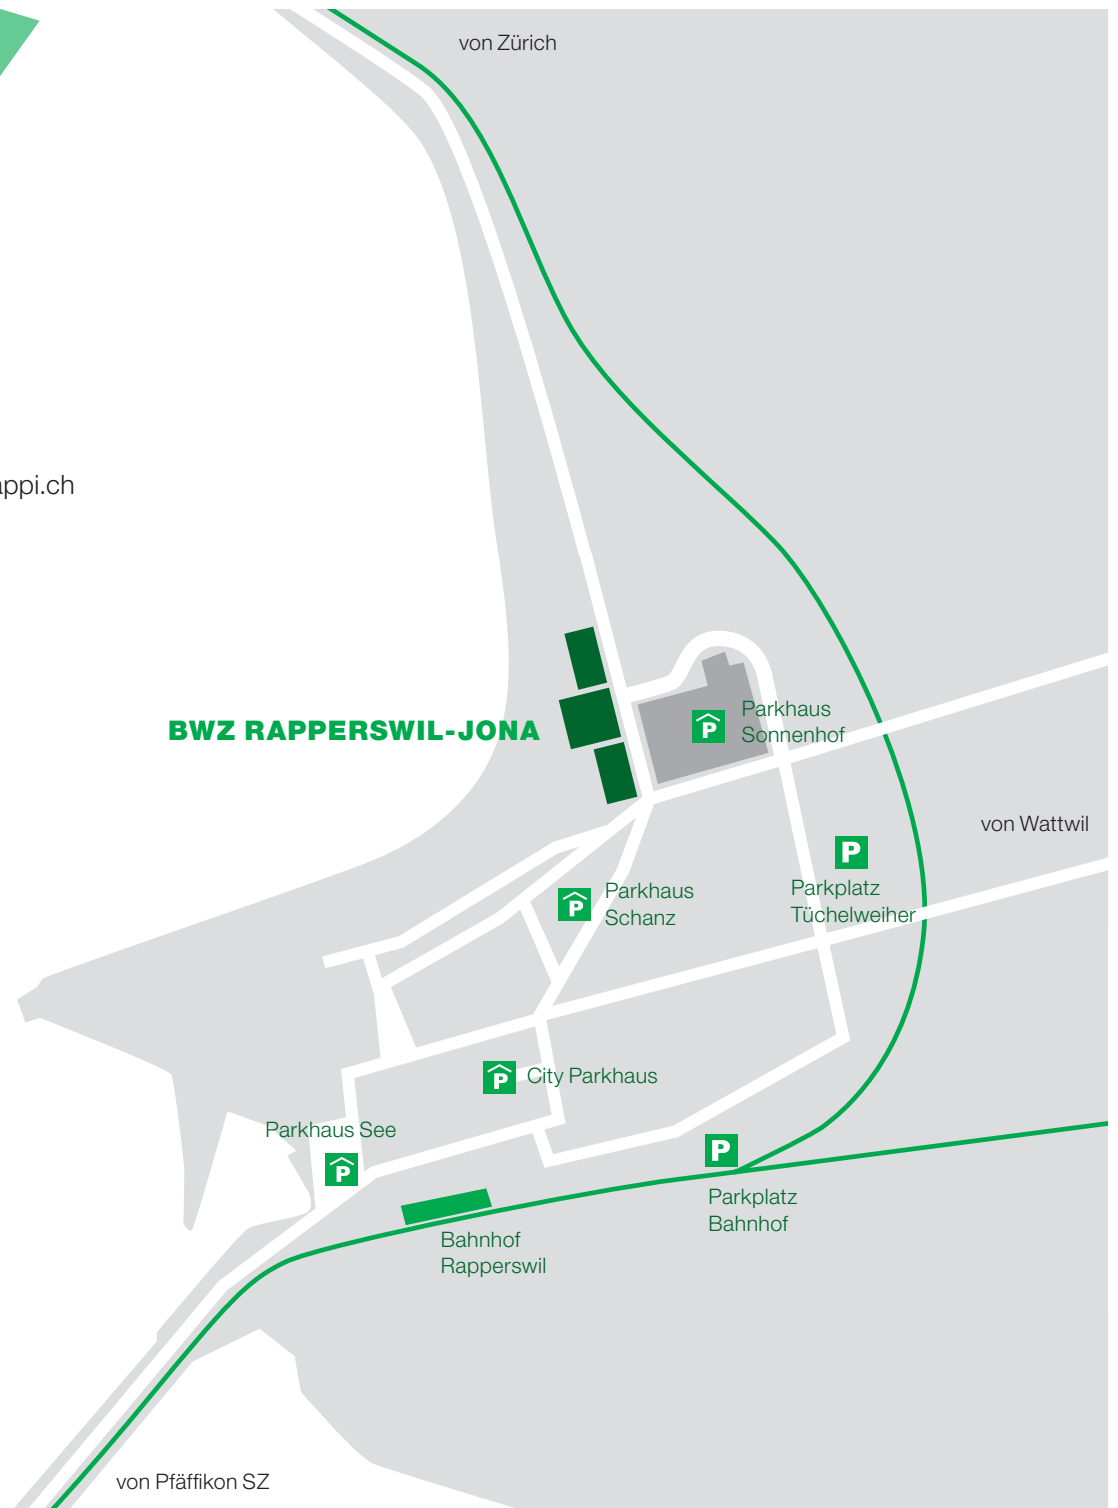 von Zürich
appi.ch
Parkhaus
Sonnenhof
BWZ RAPPERSWIL-JONA
P
von Wattwil
P
Parkplatz
Tüchelweiher
Parkhaus
Schanz
P
City Parkhaus
P
Parkhaus See
P
P
Parkplatz
Bahnhof
Bahnhof
Rapperswil
von Pfäffikon SZ